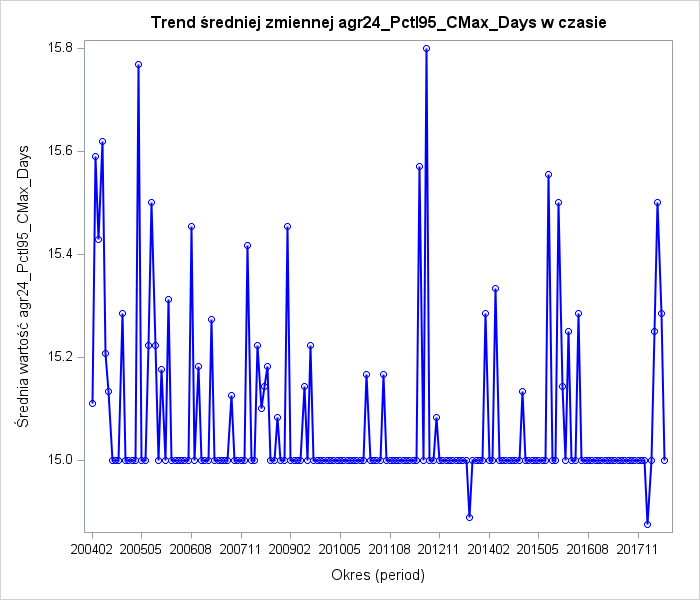 Trend średniej zmiennej agr24_Pctl95_CMax_Days w czasie
Średnia wartość agr24_Pctl95_CMax_Days
15.8
15.6
15.4
15.2
15.0
200402 200505 200608 200711 200902 201005 201108 201211 201402 201505 201608 201711
Okres (period)